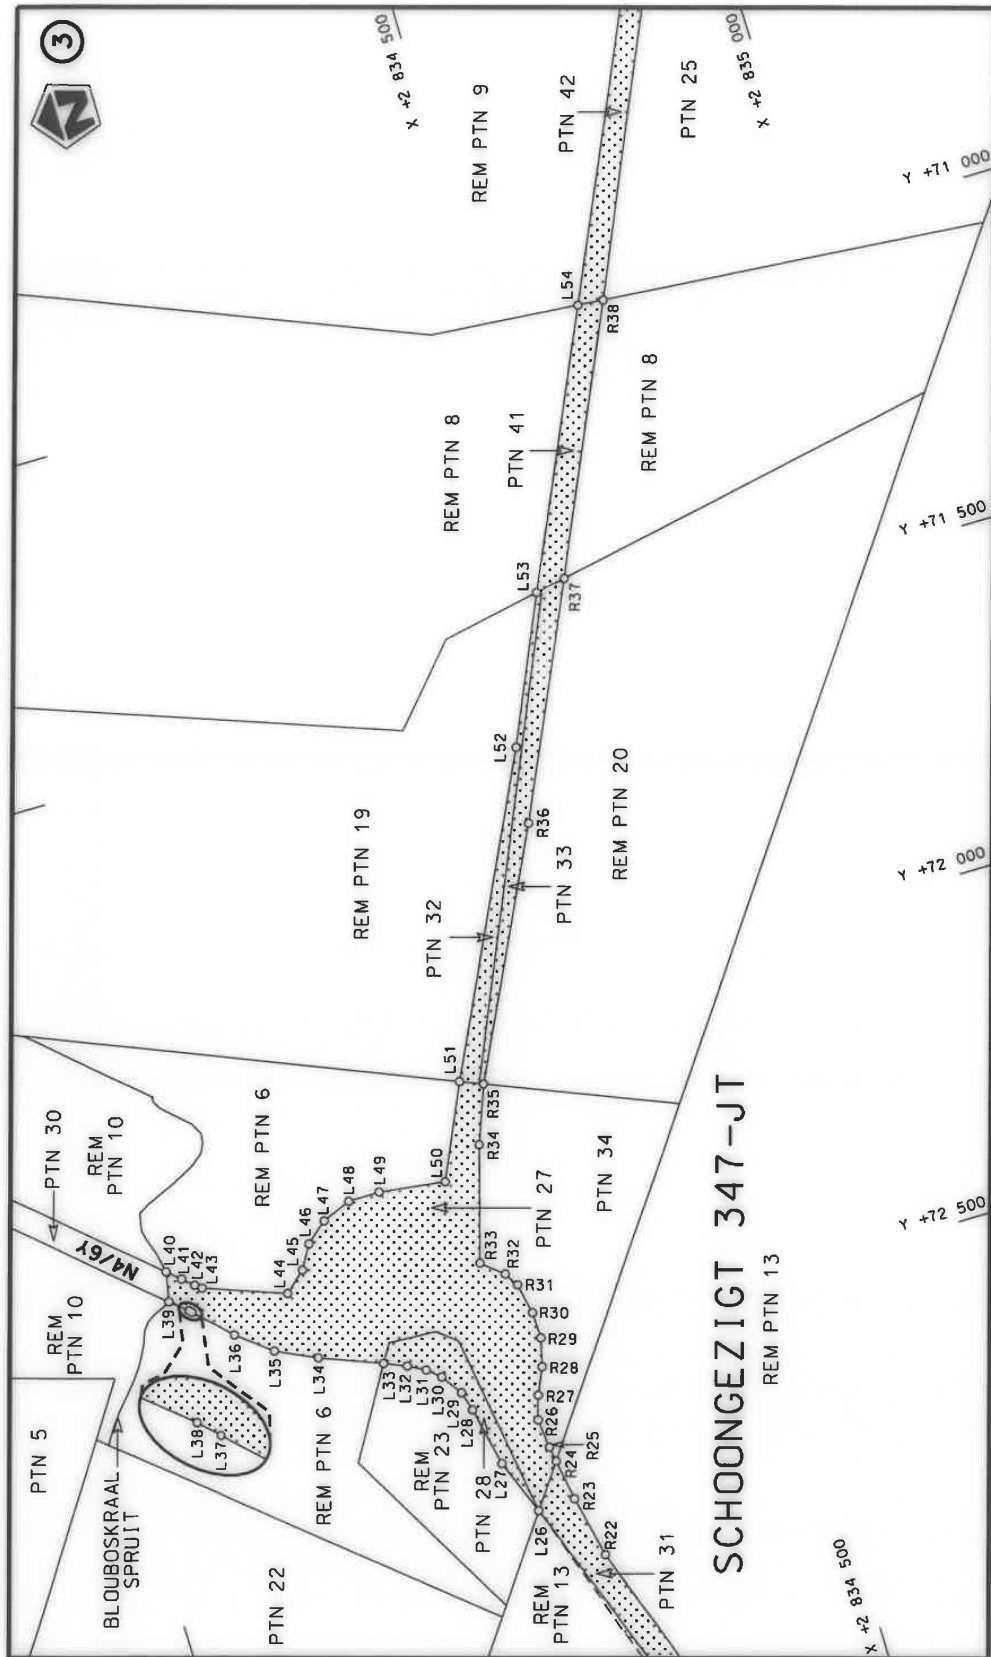 3
N
X +2 834 500
REM PTN 9
PTN 42
PTN 25
X +2 835 000
Y +71 000
L54
R38
REM PTN 8
PTN 41
REM PTN 8
L53
R37
Y +71 500
L52
R36
REM PTN 19
REM PTN 20
PTN 32
PTN 33
Y +72 000
L51
R35
R34
PTN 30
REM
PTN 10
REM PTN 6
L50
L49
L48
L47
L46
L45
L44
L43
L42
L41
L40
N4/6Y
PTN 27
PTN 34
R33
R32
R31
R30
R29
R28
R27
R26
R25
R24
R23
R22
Y +72 500
REM
PTN 10
L39
L36
L35
L34
L33
L32
L31
L30
L29
L28
L27
L26
L38
L37
PTN 5
BLOUBOSKRAAL
SPRUIT
REM PTN 6
REM
PTN 23
PTN 28
PTN 22
REM
PTN 13
PTN 31
SCHOONGEZIGT 347-JT
REM PTN 13
X +2 834 500